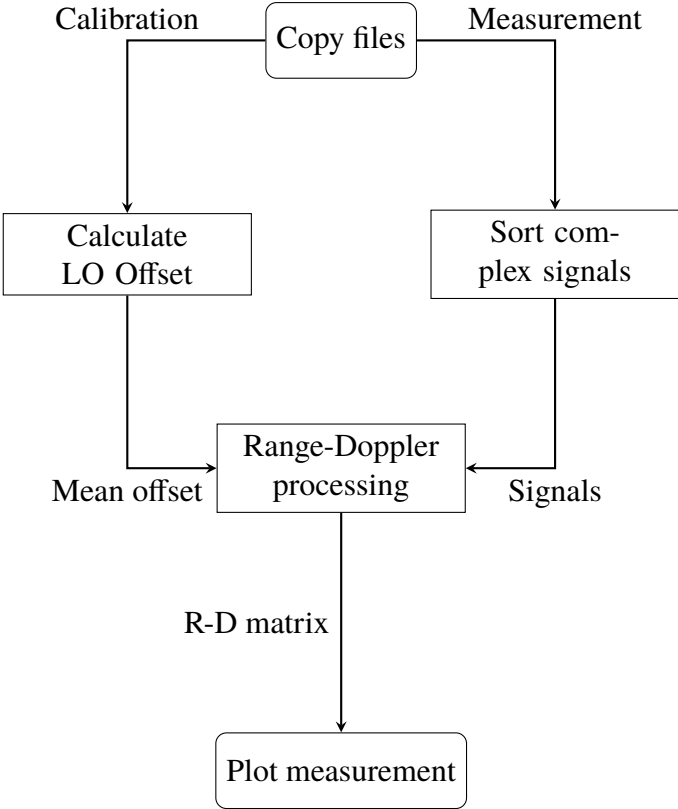 Calibration
Copy files
Measurement
Calculate
LO Offset
Sort com-
plex signals
Range-Doppler
processing
Mean offset
Signals
R-D matrix
Plot measurement